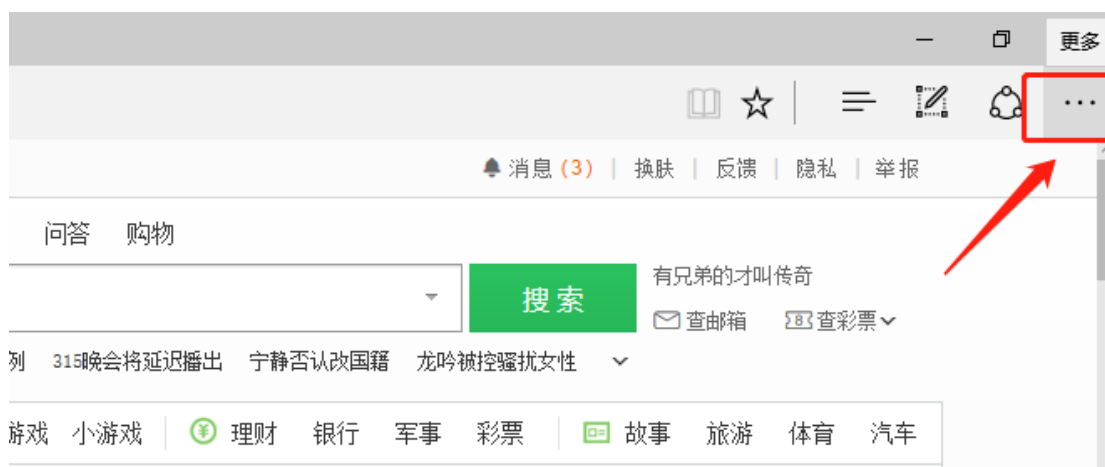 更多
消息(3) | 换肤 | 反馈 | 隐私 | 举报
问答 购物
搜索 有兄弟的才叫传奇
查邮箱 查彩票
例 315晚会将延迟播出 宁静否认改国籍 龙吟被控骚扰女性
游戏 小游戏 理财 银行 军事 彩票 故事 旅游 体育 汽车